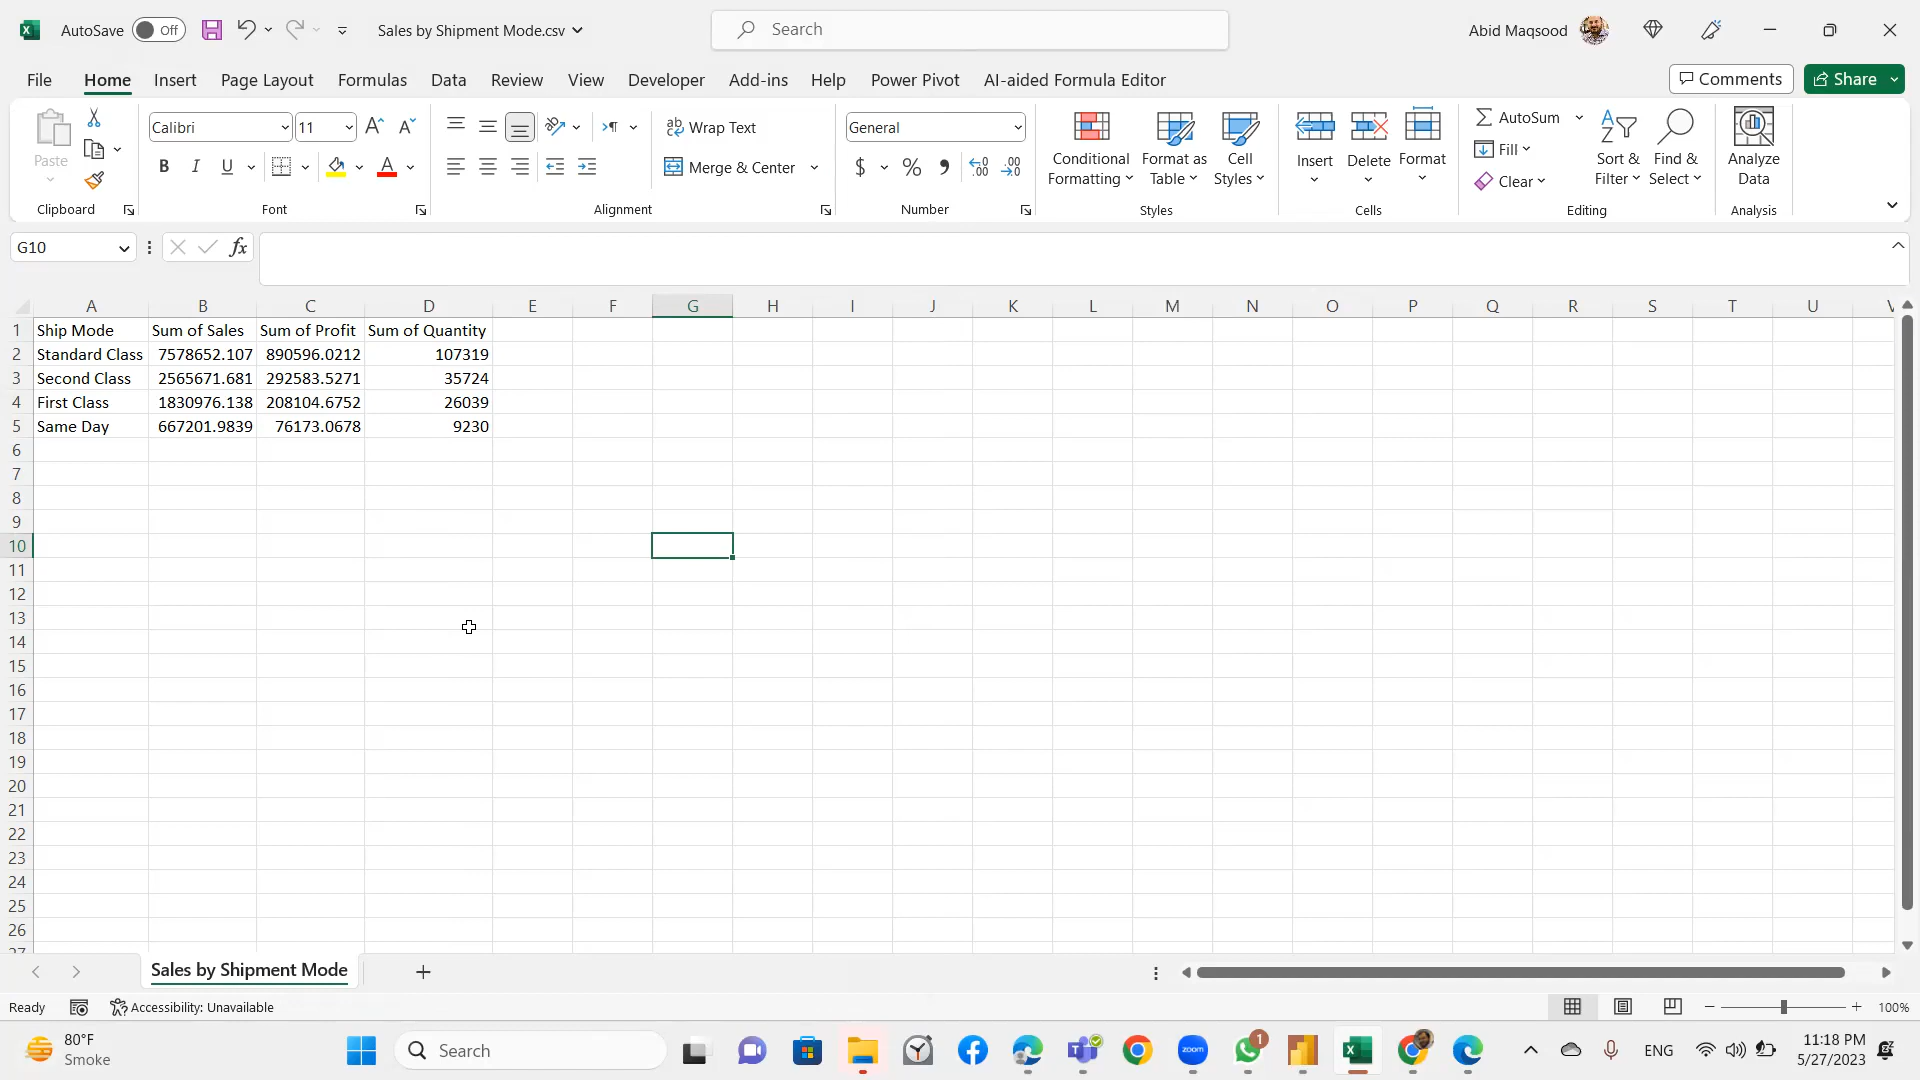 AutoSave Off Sales by Shipment Mode.csv Search Abid Maqsood
File Home Insert Page Layout Formulas Data Review View Developer Add-ins Help Power Pivot AI-aided Formula Editor Comments Share
Paste
Clipboard
Calibri 11
B I U A
Font
ab Wrap Text
Merge & Center
Alignment
General
$ % 9
Number
Conditional Formatting
Format as Table
Cell Styles
Styles
Insert Delete Format
Cells
AutoSum
Fill
Clear
Sort & Filter
Find & Select
Editing
Analyze Data
Analysis
G10 fx
A B C D E F G H I J K L M N O P Q R S T U V
1 Ship Mode Sum of Sales Sum of Profit Sum of Quantity
2 Standard Class 7578652.107 890596.0212 107319
3 Second Class 2565671.681 292583.5271 35724
4 First Class 1830976.138 208104.6752 26039
5 Same Day 667201.9839 76173.0678 9230
6
7
8
9
10
11
12
13
14
15
16
17
18
19
20
21
22
23
24
25
26
27
Sales by Shipment Mode
Ready Accessibility: Unavailable 100%
80°F
Smoke
Search
zoom
1
ENG
11:18 PM
5/27/2023